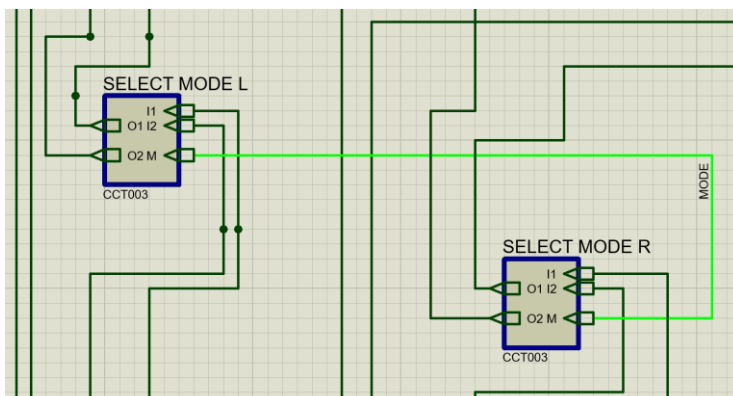 SELECT MODE L
I1
O1 I2
O2 M
CCT003
MODE
SELECT MODE R
I1
O1 I2
O2 M
CCT003